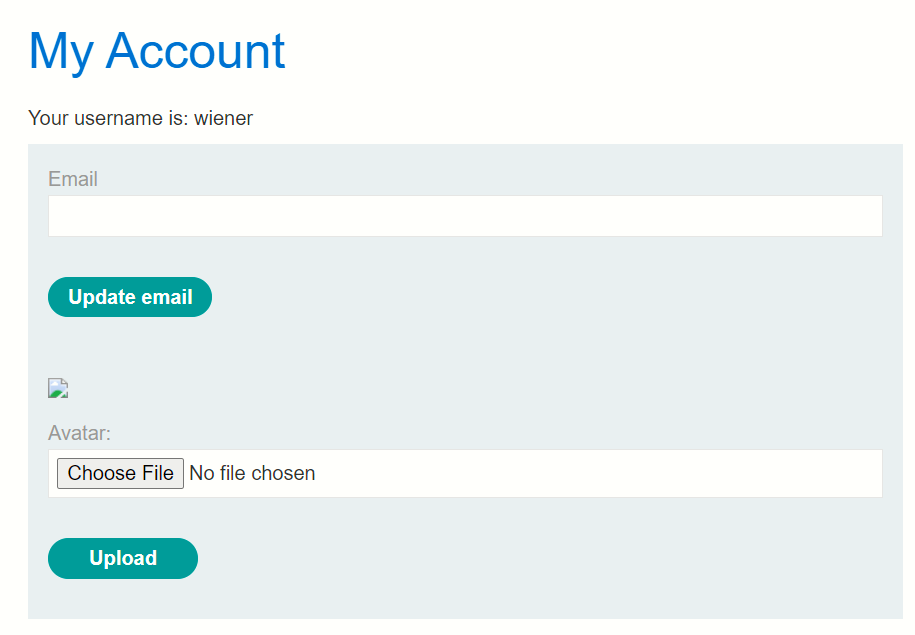 My Account
Your username is: wiener
Email
Update email
Avatar:
Choose File No file chosen
Upload